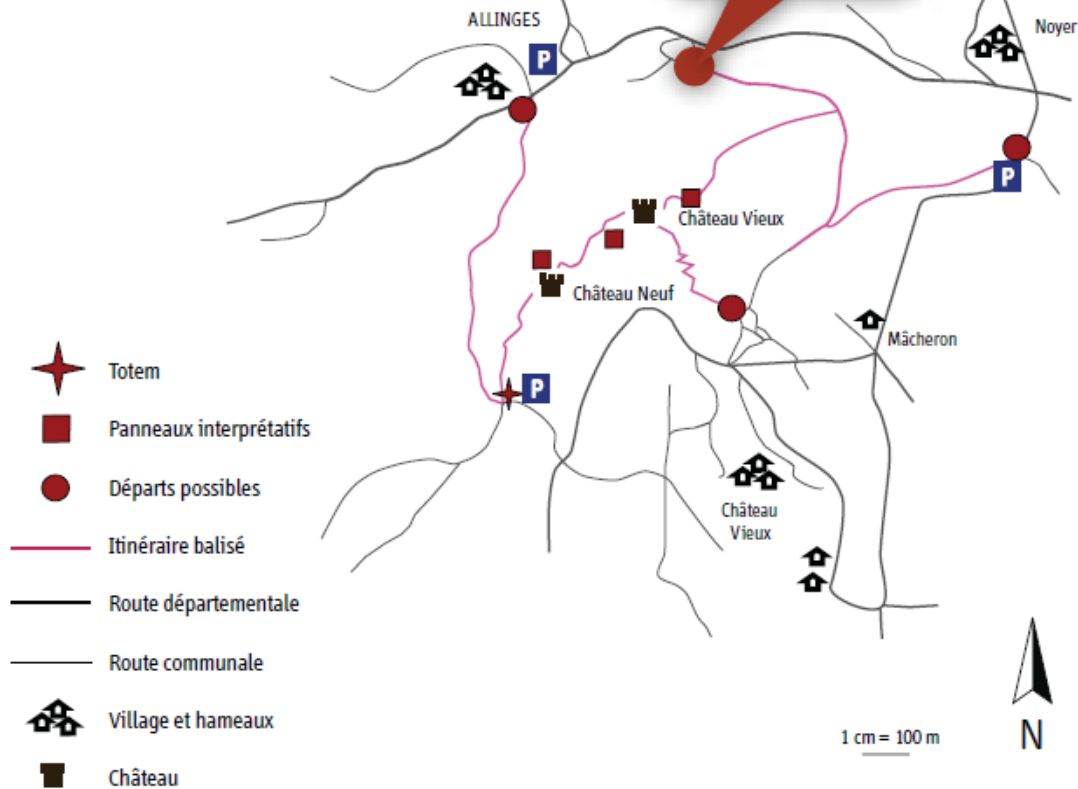 ALLINGES
Noyer
P
P
Château Vieux
Château Neuf
Mâcheron
P
Totem
Panneaux interprétatifs
Départs possibles
Château
Vieux
Itinéraire balisé
Route départementale
Route communale
Village et hameaux
1 cm = 100 m
N
Château